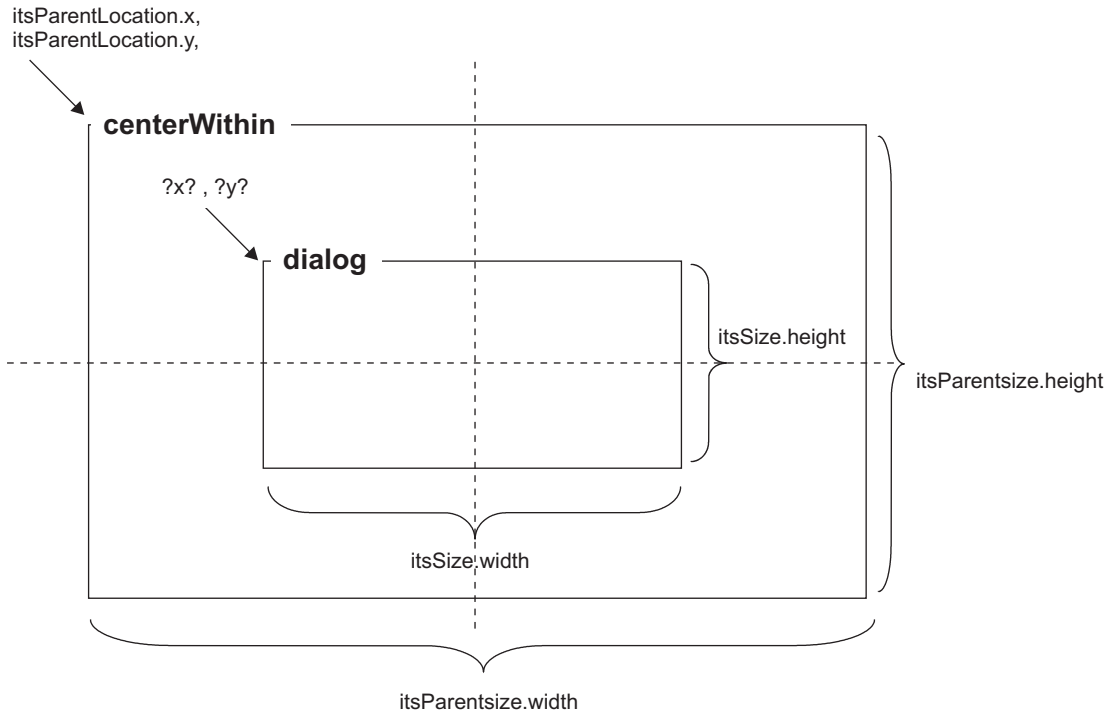 itsParentLocation.x,
itsParentLocation.y,
centerWithin
?x? , ?y?
dialog
itsSize.height
itsParentsize.height
itsSize.width
itsParentsize.width